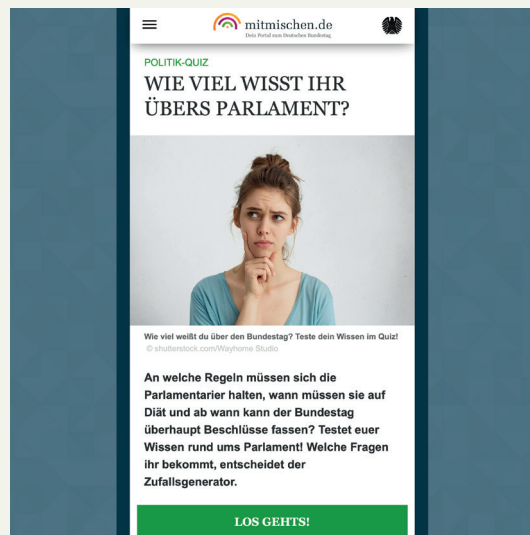 mitmischen.de
Dein Portal zum Deutschen Bundestag
POLITIK-QUIZ
WIE VIEL WISST IHR
ÜBERS PARLAMENT?
Wie viel weißt du über den Bundestag? Teste dein Wissen im Quiz!
© shutterstock.com/Wayhome Studio
An welche Regeln müssen sich die
Parlamentarier halten, wann müssen sie auf
Diät und ab wann kann der Bundestag
überhaupt Beschlüsse fassen? Testet euer
Wissen rund ums Parlament! Welche Fragen
ihr bekommt, entscheidet der
Zufallsgenerator.
LOS GEHTS!